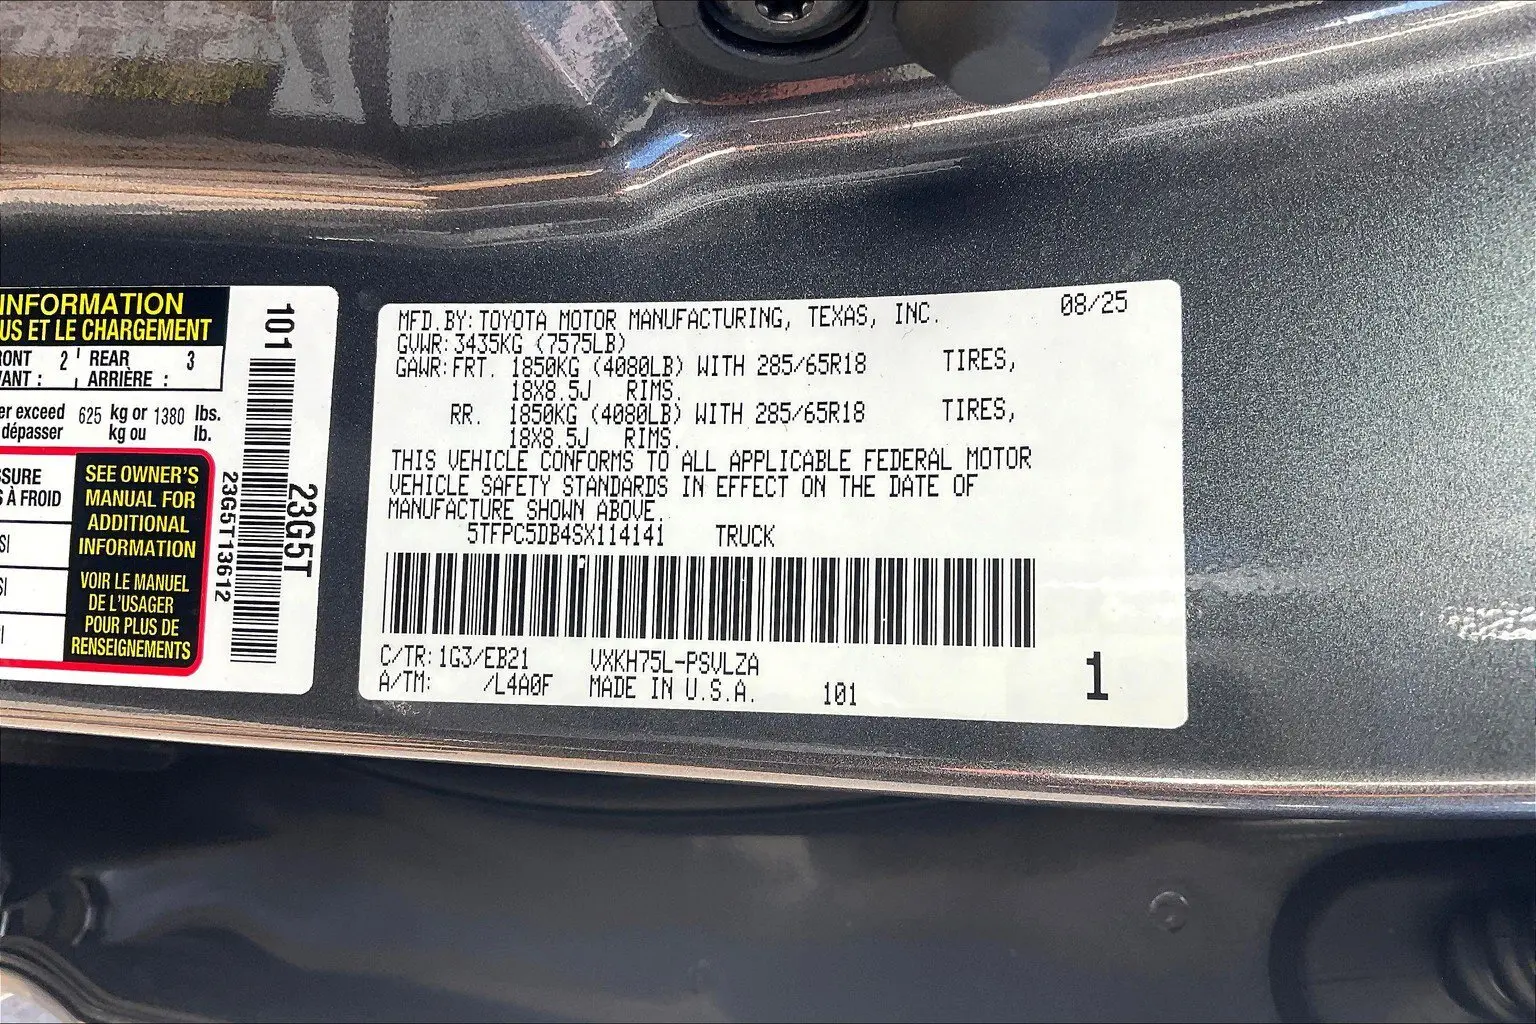 INFORMATION
US ET LE CHARGEMENT
RONT 2 REAR 3
VANT : ARRIÈRE :
er exceed 625 kg or 1380 lbs.
dépasser kg ou lb.
SSURE
S À FROID
SI
SI
SEE OWNER'S
MANUAL FOR
ADDITIONAL
INFORMATION
VOIR LE MANUEL
DE L'USAGER
POUR PLUS DE
RENSEIGNEMENTS
101
23G5T13612
23G5T
MFD. BY: TOYOTA MOTOR MANUFACTURING, TEXAS, INC. 08/25
GVWR: 3435KG (7575LB)
GAWR: FRT. 1850KG (4080LB) WITH 285/65R18 TIRES,
18X8.5J RIMS.
RR. 1850KG (4080LB) WITH 285/65R18 TIRES,
18X8.5J RIMS.
THIS VEHICLE CONFORMS TO ALL APPLICABLE FEDERAL MOTOR
VEHICLE SAFETY STANDARDS IN EFFECT ON THE DATE OF
MANUFACTURE SHOWN ABOVE.
5TFPC5DB4SX114141 TRUCK
C/TR: 1G3/EB21 VXKH75L-PSVLZA
A/TM: /L4A0F MADE IN U.S.A. 101
1